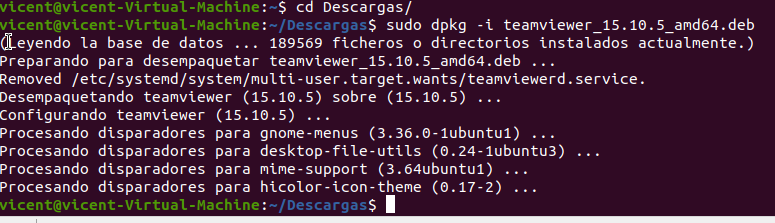 vicent@vicent-Virtual-Machine:~$ cd Descargas/
vicent@vicent-Virtual-Machine:~/Descargas$ sudo dpkg -i teamviewer_15.10.5_amd64.deb
(Leyendo la base de datos ... 189569 ficheros o directorios instalados actualmente.)
Preparando para desempaquetar teamviewer_15.10.5_amd64.deb ...
Removed /etc/systemd/system/multi-user.target.wants/teamviewerd.service.
Desempaquetando teamviewer (15.10.5) sobre (15.10.5) ...
Configurando teamviewer (15.10.5) ...
Procesando disparadores para gnome-menus (3.36.0-1ubuntu1) ...
Procesando disparadores para desktop-file-utils (0.24-1ubuntu3) ...
Procesando disparadores para mime-support (3.64ubuntu1) ...
Procesando disparadores para hicolor-icon-theme (0.17-2) ...
vicent@vicent-Virtual-Machine:~/Descargas$